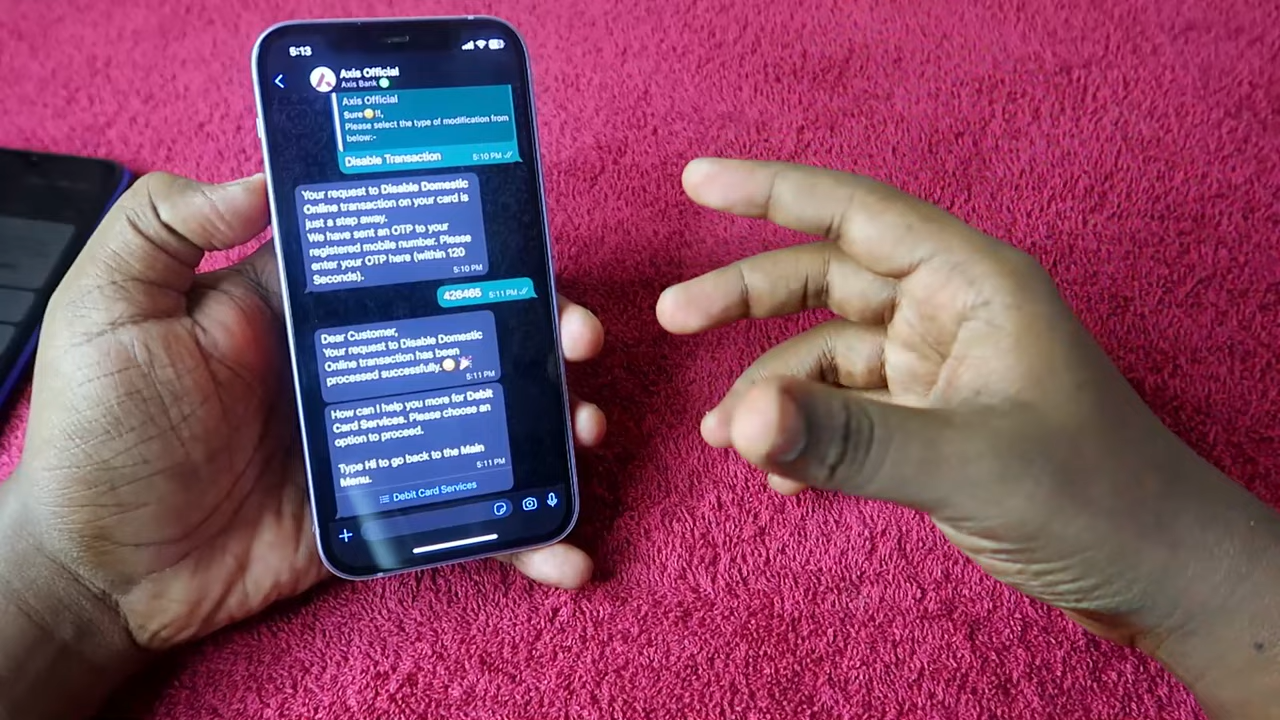 5:13
Axis Official
Axis Bank
Axis Official
Sure😊!!,
Please select the type of modification from
below:-
Disable Transaction
5:10 PM
Your request to Disable Domestic
Online transaction on your card is
just a step away.
We have sent an OTP to your
registered mobile number. Please
enter your OTP here (within 120
Seconds).
5:10 PM
426465 5:11 PM
Dear Customer,
Your request to Disable Domestic
Online transaction has been
processed successfully.😊🎉
5:11 PM
How can I help you more for Debit
Card Services. Please choose an
option to proceed.
Type Hi to go back to the Main
Menu.
5:11 PM
Debit Card Services